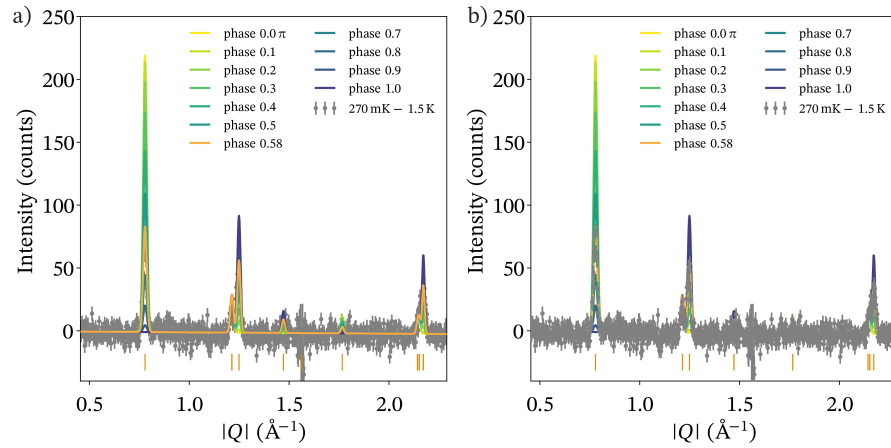 a)
250
200
150
100
50
0
Intensity (counts)
0.5
1.0
1.5
2.0
|Q| (Å⁻¹)
phase 0.0 π
phase 0.1
phase 0.2
phase 0.3
phase 0.4
phase 0.5
phase 0.58
phase 0.7
phase 0.8
phase 0.9
phase 1.0
270 mK − 1.5 K
b)
250
200
150
100
50
0
Intensity (counts)
0.5
1.0
1.5
2.0
|Q| (Å⁻¹)
phase 0.0 π
phase 0.1
phase 0.2
phase 0.3
phase 0.4
phase 0.5
phase 0.58
phase 0.7
phase 0.8
phase 0.9
phase 1.0
270 mK − 1.5 K